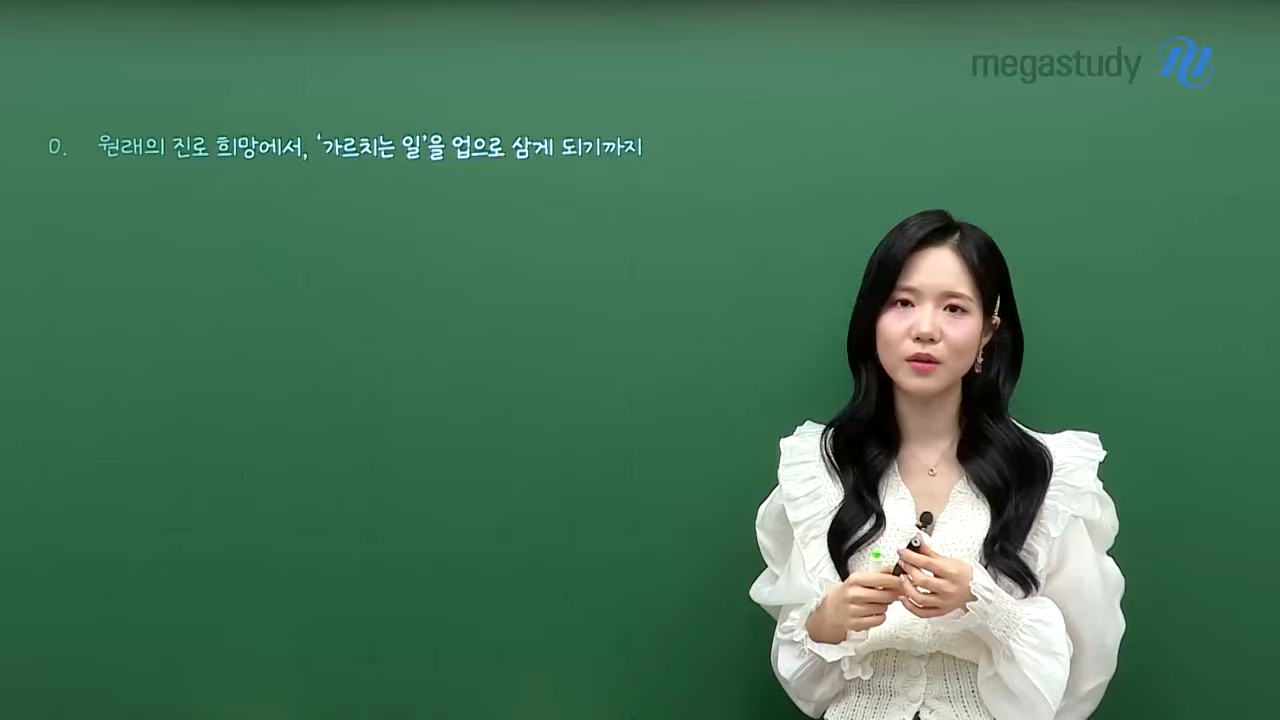 megastudy
0. 원래의 진로 희망에서, ‘가르치는 일’을 업으로 삼게 되기까지